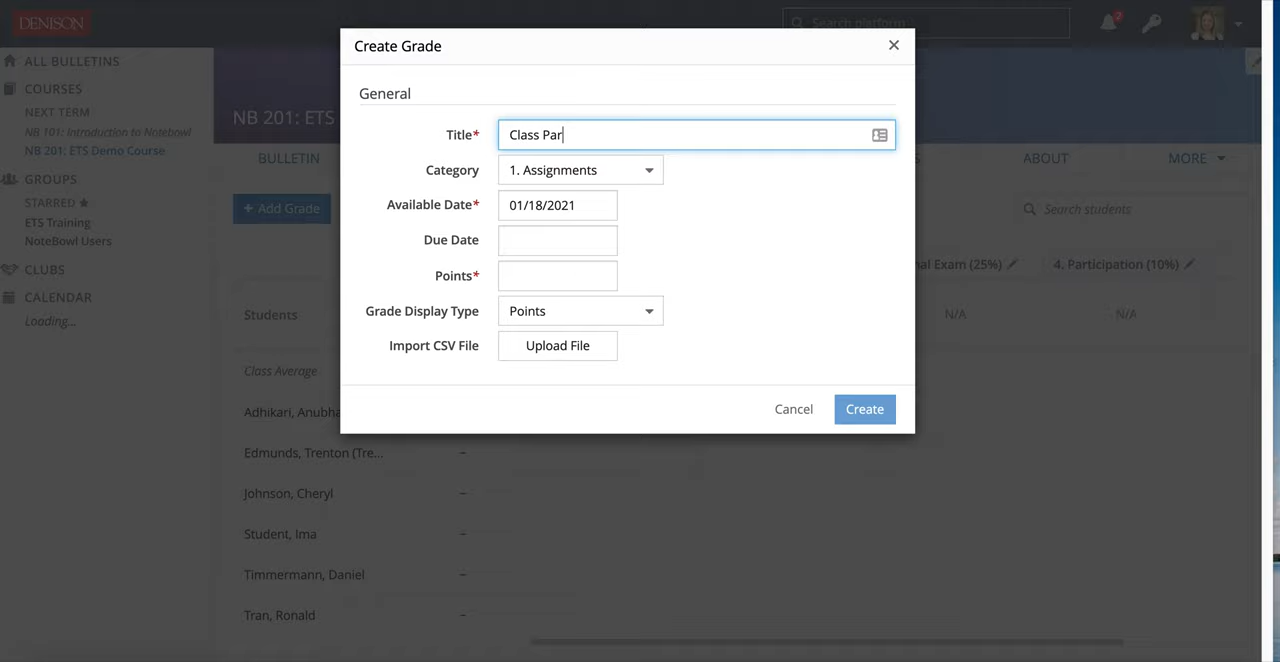 DENISON
Search platform
2
Create Grade
ALL BULLETINS
COURSES
NEXT TERM
NB 101: Introduction to Notebowl
NB 201: ETS Demo Course
GROUPS
STARRED
ETS Training
NoteBowl Users
CLUBS
CALENDAR
Loading...
NB 201: ETS
BULLETIN
ABOUT
MORE
+ Add Grade
Search students
General
Title*
Class Par
Category
1. Assignments
Available Date*
01/18/2021
Due Date
Points*
Grade Display Type
Points
Import CSV File
Upload File
Cancel
Create
Exam (25%)
4. Participation (10%)
Students
N/A
N/A
Class Average
Adhikari, Anubha
Edmunds, Trenton (Tre... –
Johnson, Cheryl –
Student, Ima –
Timmermann, Daniel –
Tran, Ronald –